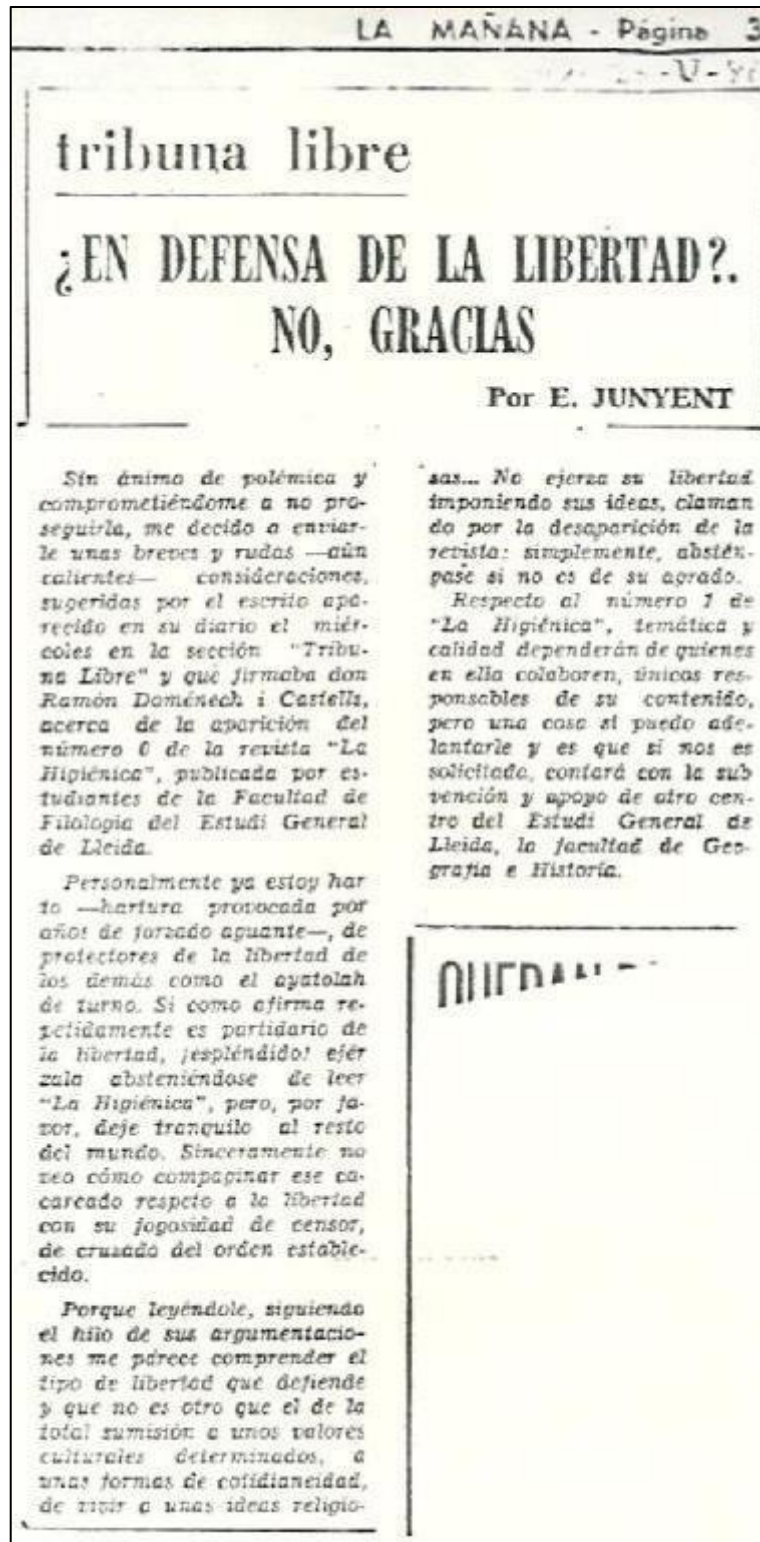 LA MAÑANA - Página 3
-V-
tribuna libre
¿EN DEFENSA DE LA LIBERTAD?.
NO, GRACIAS
Por E. JUNYENT
Sin ánimo de polémica y
comprometiéndome a no pro-
seguirla, me decido a enviar-
le unas breves y rudas —aún
calientes— consideraciones,
sugeridas por el escrito apa-
recido en su diario el miér-
coles en la sección "Tribu-
na Libre" y que firmaba don
Ramón Doménech i Castells,
acerca de la aparición del
número 0 de la revista "La
Higiénica", publicada por es-
tudiantes de la Facultad de
Filología del Estudi General
de Lleida.
Personalmente ya estoy har
to —hartura provocada por
años de forzado aguante—, de
protectores de la libertad de
los demás como el ayatolah
de turno. Si como afirma re-
petidamente es partidario de
la libertad, ¡espléndido! ejér
zala absteniéndose de leer
"La Higiénica", pero, por fa-
vor, deje tranquilo al resto
del mundo. Sinceramente no
veo cómo compaginar ese ca-
careado respeto a la libertad
con su fogosidad de censor,
de cruzado del orden estable-
cido.
Porque leyéndole, siguiendo
el hilo de sus argumentacio-
nes me parece comprender el
tipo de libertad que defiende
y que no es otro que el de la
total sumisión a unos valores
culturales determinados, a
unas formas de cotidianeidad,
de vivir a unas ideas religio-
sas... No ejerza su libertad
imponiendo sus ideas, claman
do por la desaparición de la
revista: simplemente, abstén-
gase si no es de su agrado.
Respecto al número 1 de
"La Higiénica", temática y
calidad dependerán de quienes
en ella colaboren, únicos res-
ponsables de su contenido,
pero una cosa sí puedo ade-
lantarle y es que si nos es
solicitada, contará con la sub
vención y apoyo de otro cen-
tro del Estudi General de
Lleida, la facultad de Geo-
grafía e Historia.